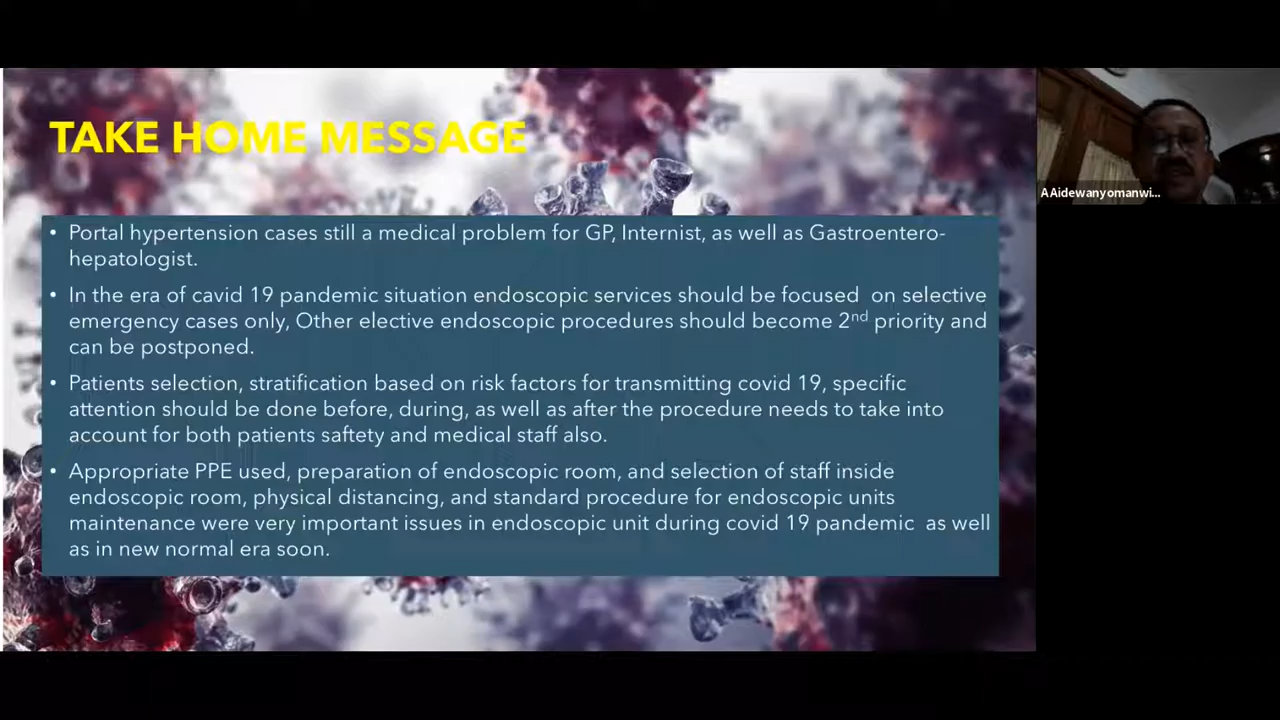 TAKE HOME MESSAGE
• Portal hypertension cases still a medical problem for GP, Internist, as well as Gastroentero-
hepatologist.
• In the era of cavid 19 pandemic situation endoscopic services should be focused on selective
emergency cases only, Other elective endoscopic procedures should become 2nd priority and
can be postponed.
• Patients selection, stratification based on risk factors for transmitting covid 19, specific
attention should be done before, during, as well as after the procedure needs to take into
account for both patients saftety and medical staff also.
• Appropriate PPE used, preparation of endoscopic room, and selection of staff inside
endoscopic room, physical distancing, and standard procedure for endoscopic units
maintenance were very important issues in endoscopic unit during covid 19 pandemic as well
as in new normal era soon.
A Aidewanyomanwi...